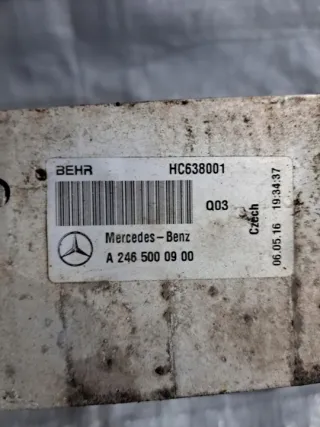 BEHR HC638001
Q03
Mercedes-Benz
A 246 500 09 00
Czech
06.05.16 19:34:37